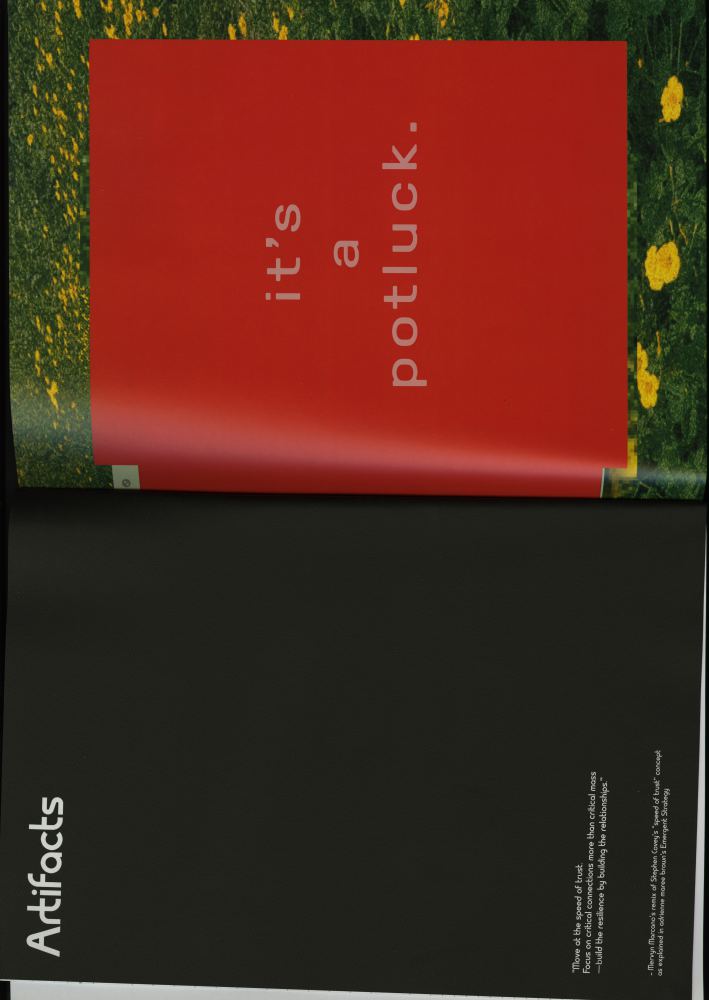 Artifacts
"Move at the speed of trust.
Focus on critical connections more than critical mass
—build the resilience by building the relationships."
- Mervyn Marcano's remix of Stephen Covey's "speed of trust" concept
as explained in adrienne maree brown's Emergent Strategy
it's
a
potluck.